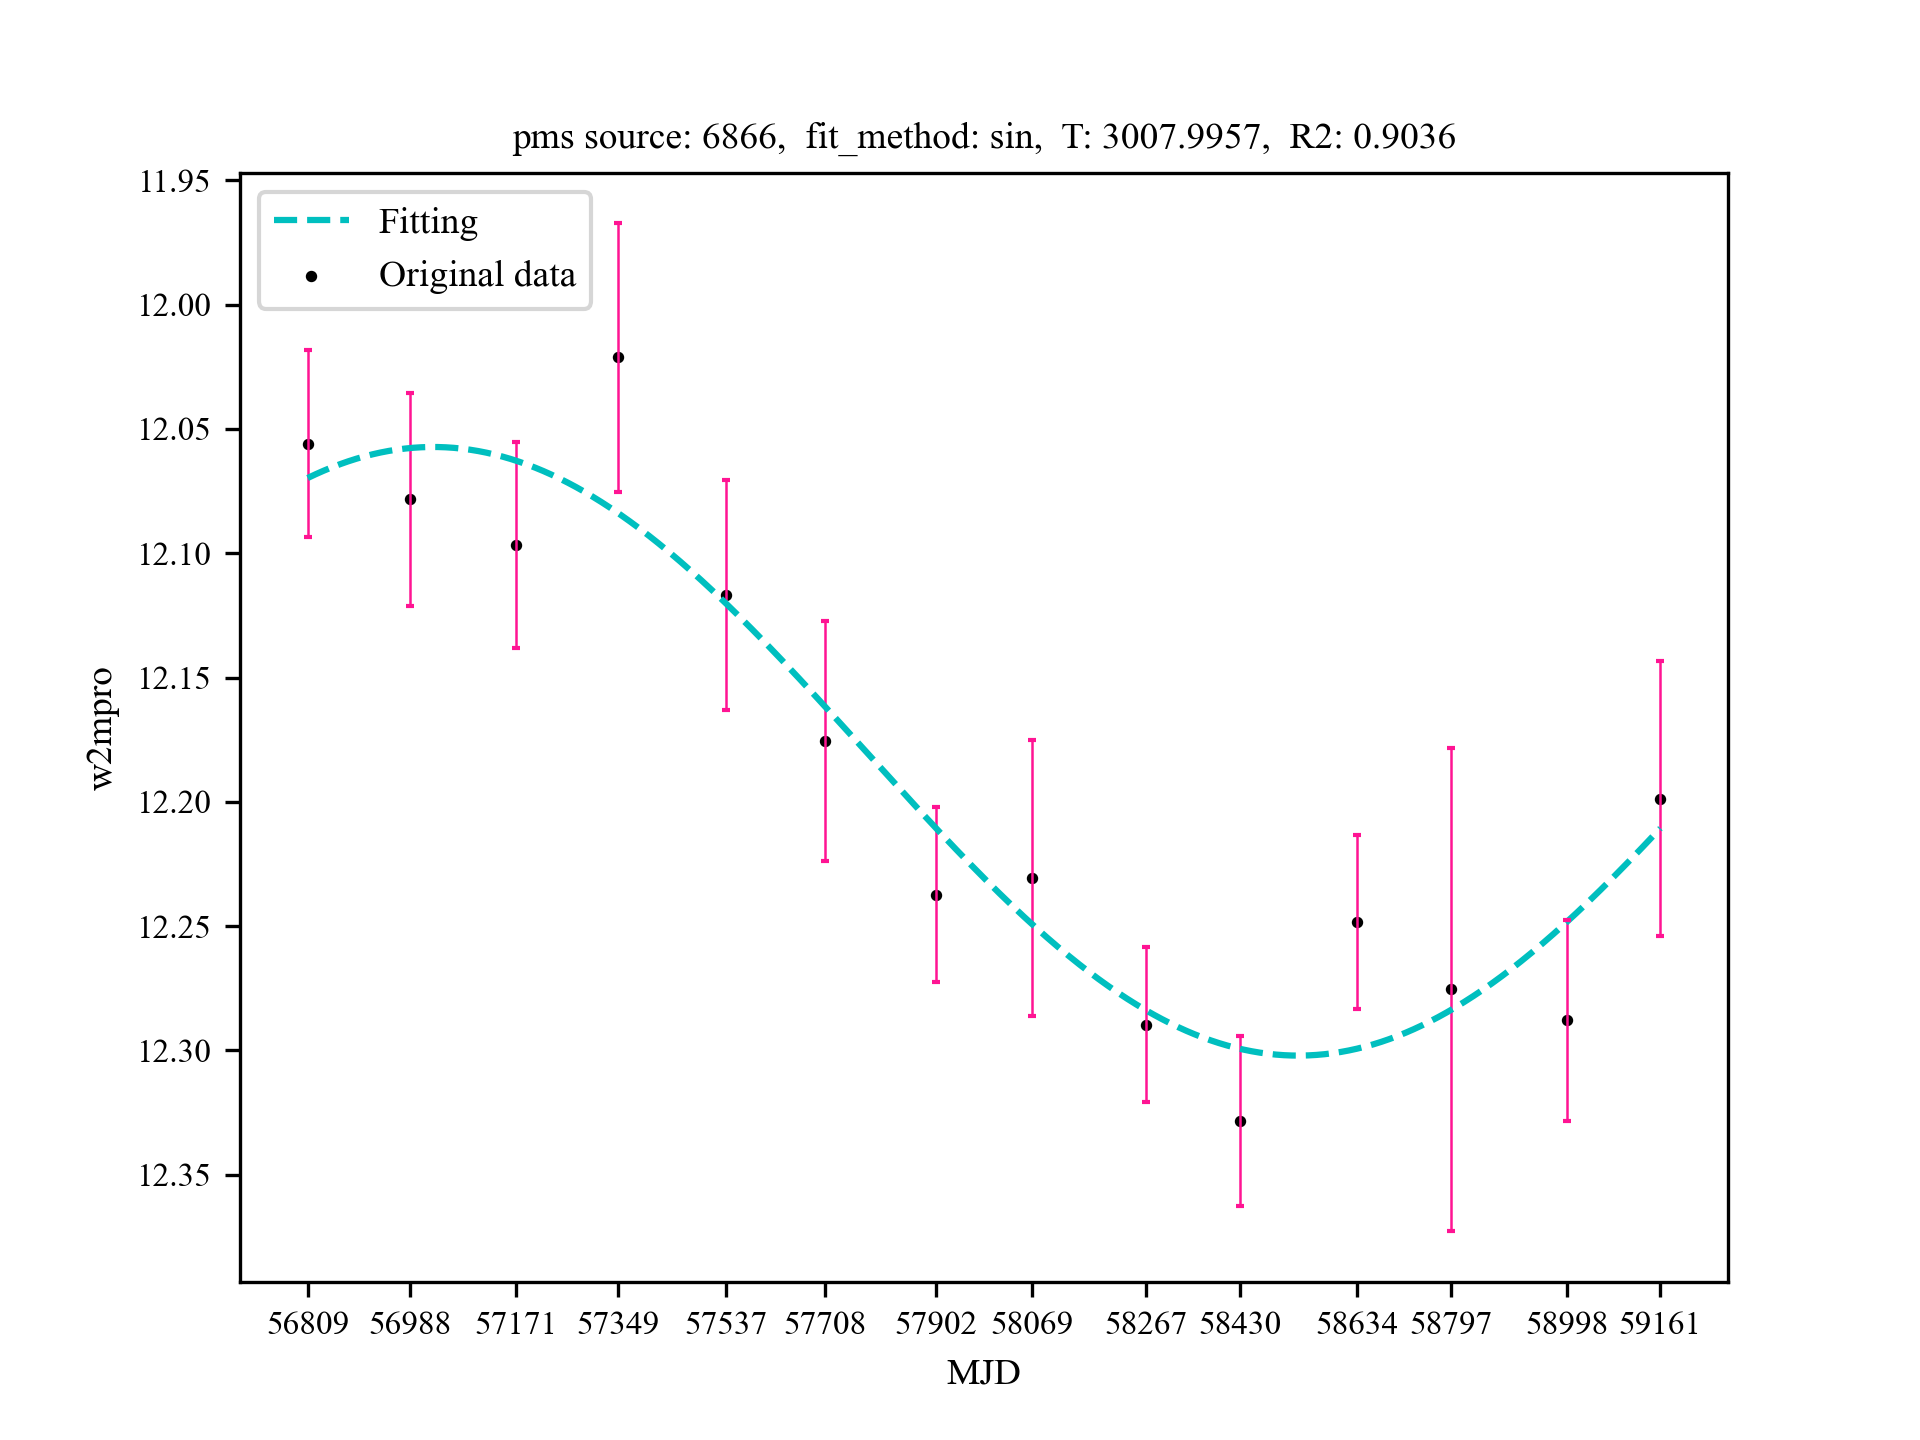 pms source: 6866,  fit_method: sin,  T: 3007.9957,  R2: 0.9036
Fitting
Original data
11.95
12.00
12.05
12.10
12.15
12.20
12.25
12.30
12.35
w2mpro
56809 56988 57171 57349 57537 57708 57902 58069 58267 58430 58634 58797 58998 59161
MJD